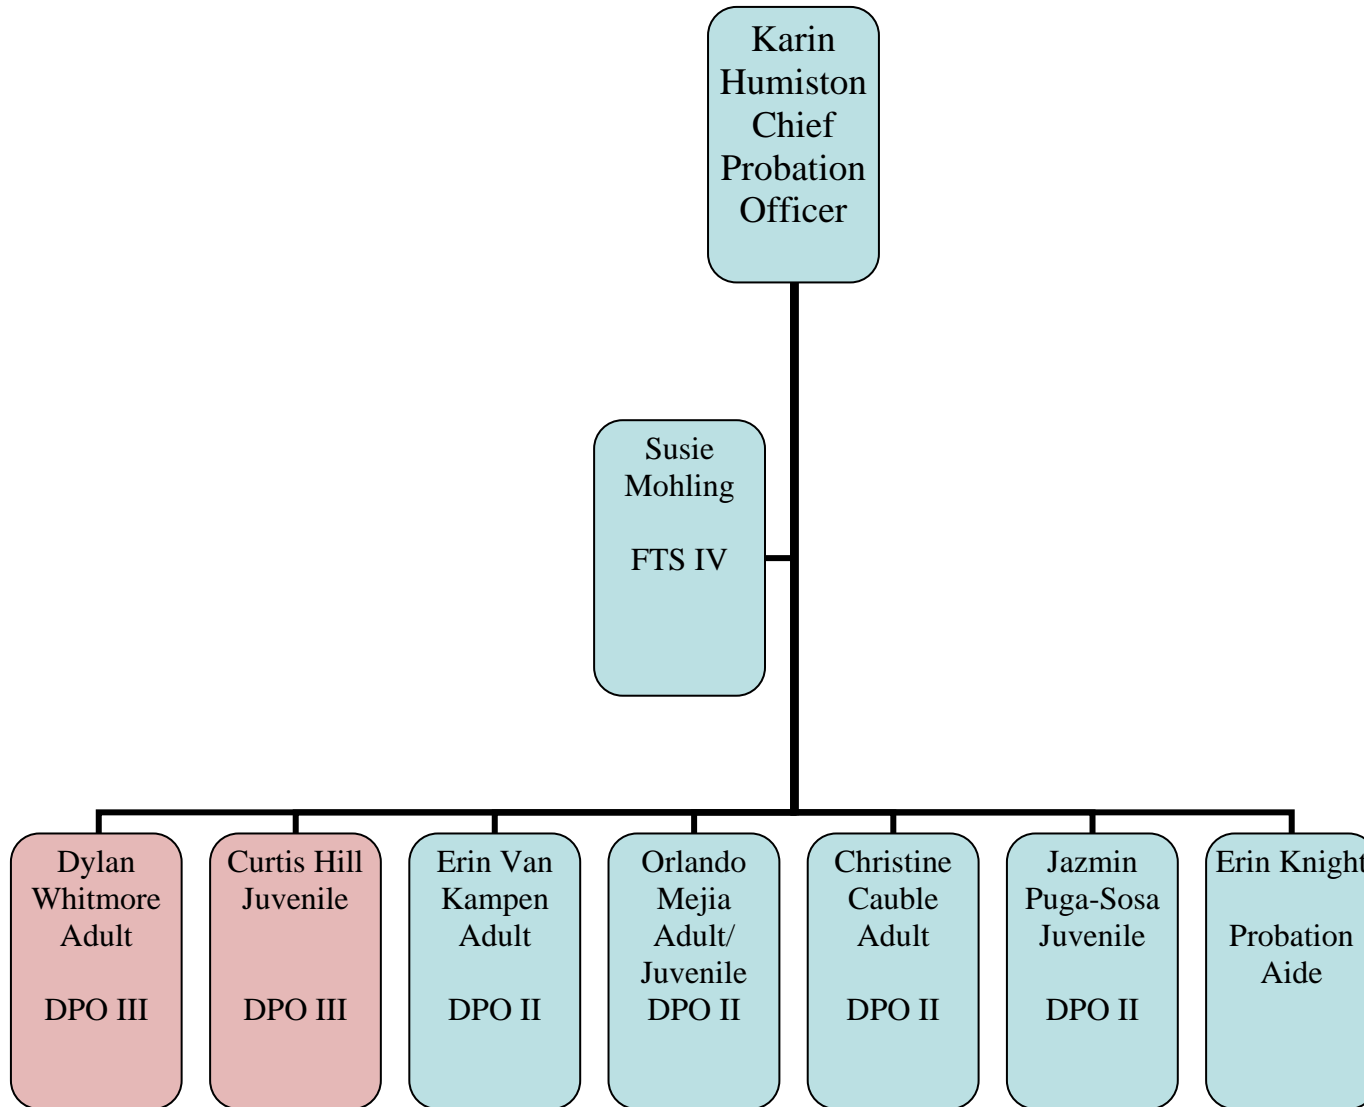 Karin
Humiston
Chief
Probation
Officer
Susie
Mohling
FTS IV
Dylan
Whitmore
Adult
DPO III
Curtis Hill
Juvenile
DPO III
Erin Van
Kampen
Adult
DPO II
Orlando
Mejia
Adult/
Juvenile
DPO II
Christine
Cauble
Adult
DPO II
Jazmin
Puga-Sosa
Juvenile
DPO II
Erin Knight
Probation
Aide